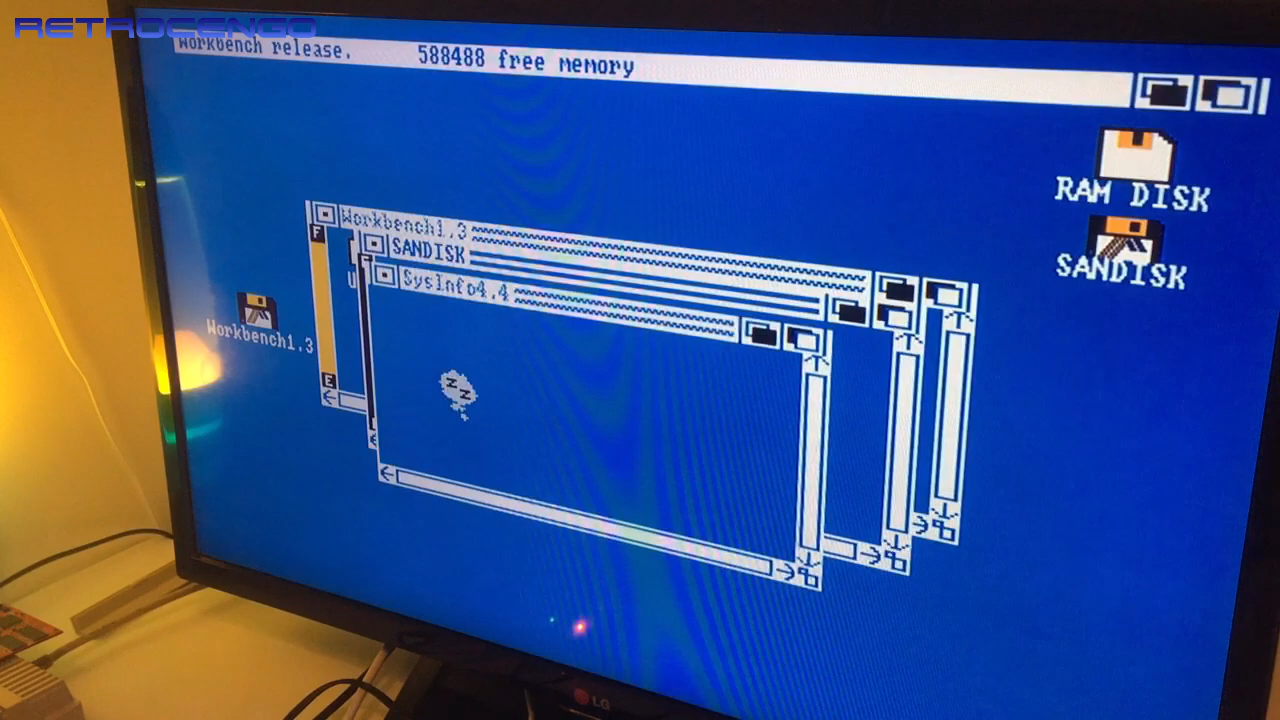 RETROCENGO
Workbench release. 588488 free memory
RAM DISK
SANDISK
Workbench1.3
F
SANDISK
SysInfo4.4
z z
Workbench1.3
E
LG